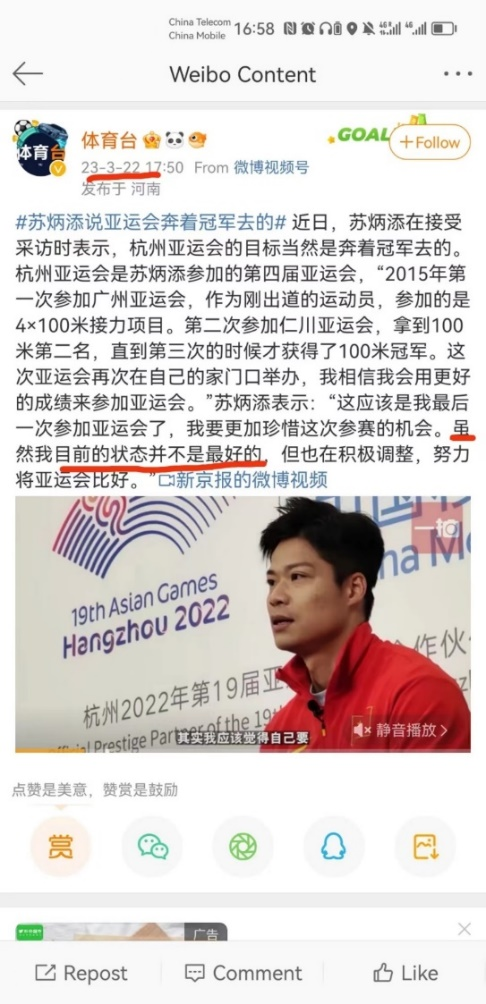 China Telecom
China Mobile
16:58
Weibo Content
体育台
GOAL
+Follow
体育台
23-3-22 17:50 From 微博视频号
发布于 河南
#苏炳添说亚运会奔着冠军去的# 近日，苏炳添在接受
采访时表示，杭州亚运会的目标当然是奔着冠军去的。
杭州亚运会是苏炳添参加的第四届亚运会，“2015年第
一次参加广州亚运会，作为刚出道的运动员，参加的是
4×100米接力项目。第二次参加仁川亚运会，拿到100
米第二名，直到第三次的时候才获得了100米冠军。这
次亚运会再次在自己的家门口举办，我相信我会用更好
的成绩来参加亚运会。”苏炳添表示：“这应该是我最后
一次参加亚运会了，我要更加珍惜这次参赛的机会。虽
然我目前的状态并不是最好的，但也在积极调整，努力
将亚运会比好。”新京报的微博视频
19th Asian Games
Hangzhou 2022
China Mo
杭州2022年第19届亚
合作伙
official Prestige Partner of the 19th
其实我应该觉得自己要
静音播放
点赞是美意，赞赏是鼓励
赏
广告
Repost
Comment
Like